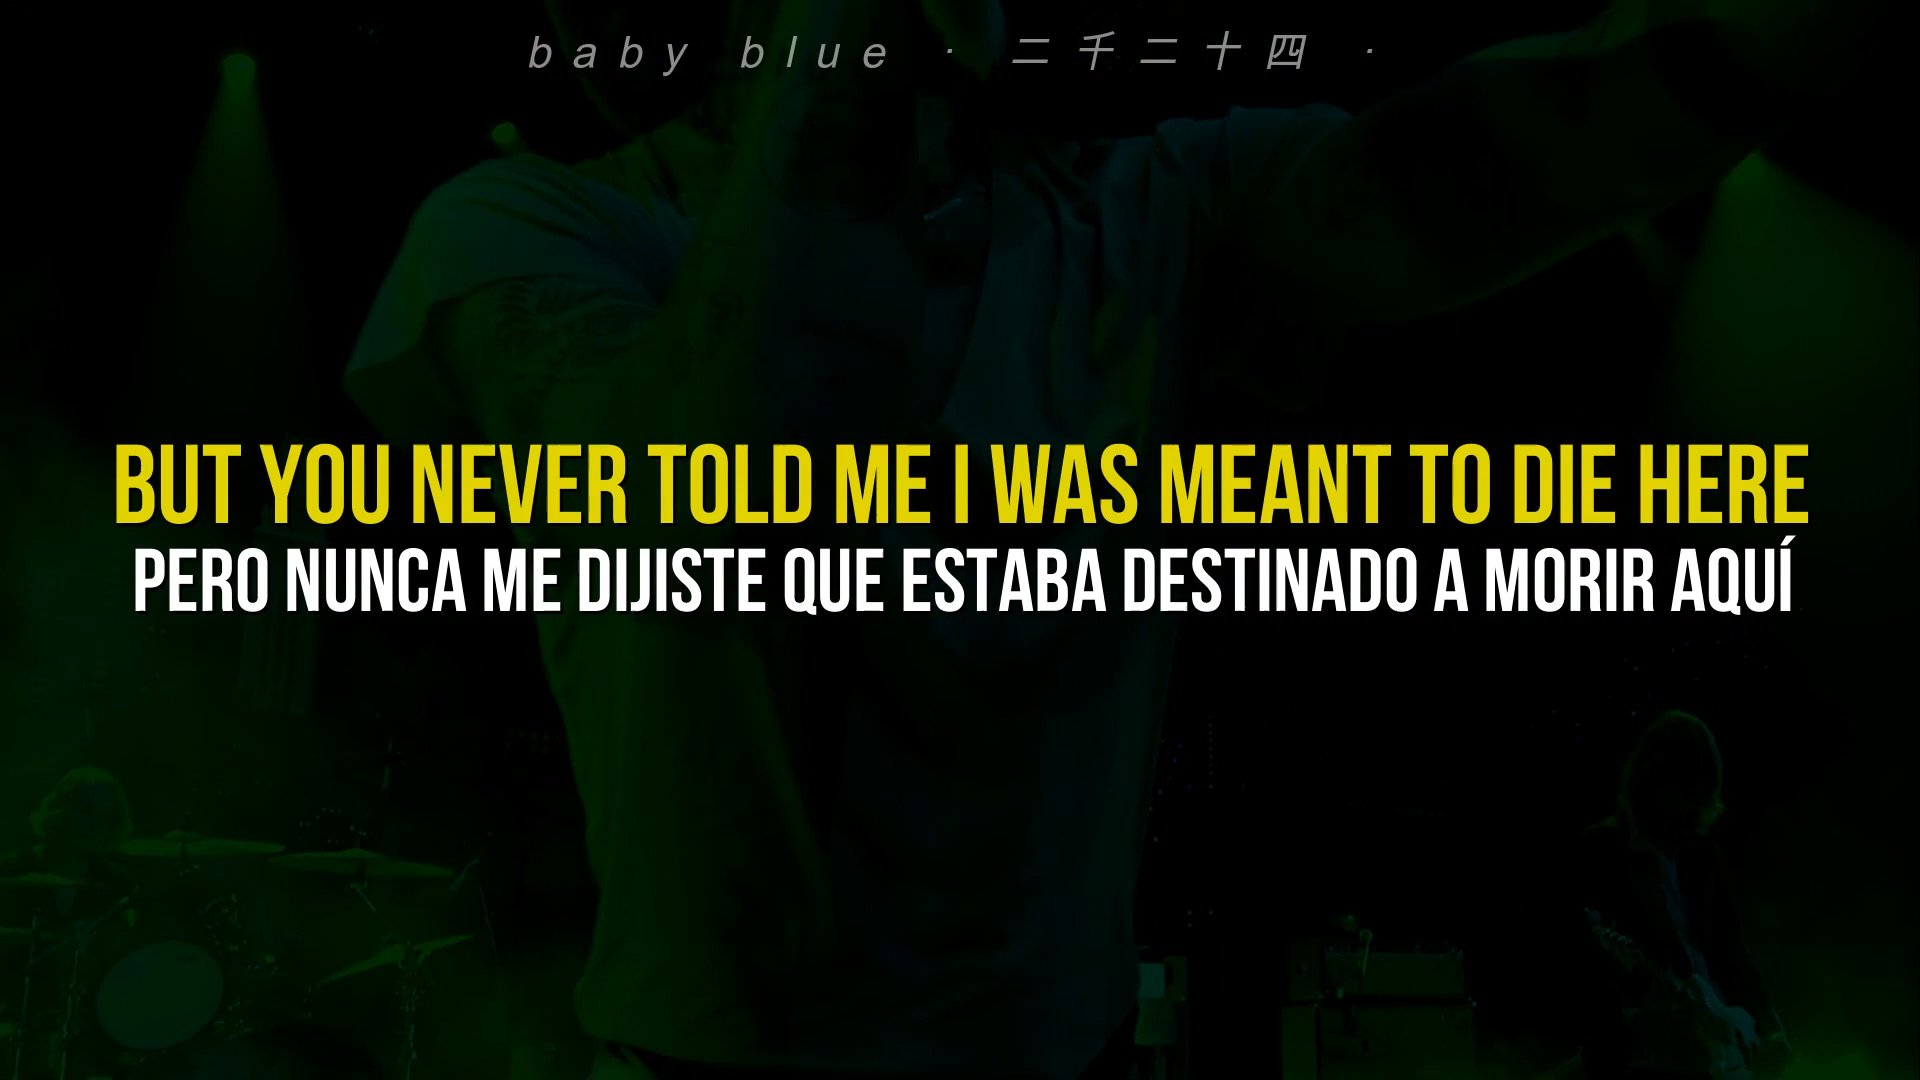 baby blue · 二千二十四 ·
BUT YOU NEVER TOLD ME I WAS MEANT TO DIE HERE
PERO NUNCA ME DIJISTE QUE ESTABA DESTINADO A MORIR AQUÍ